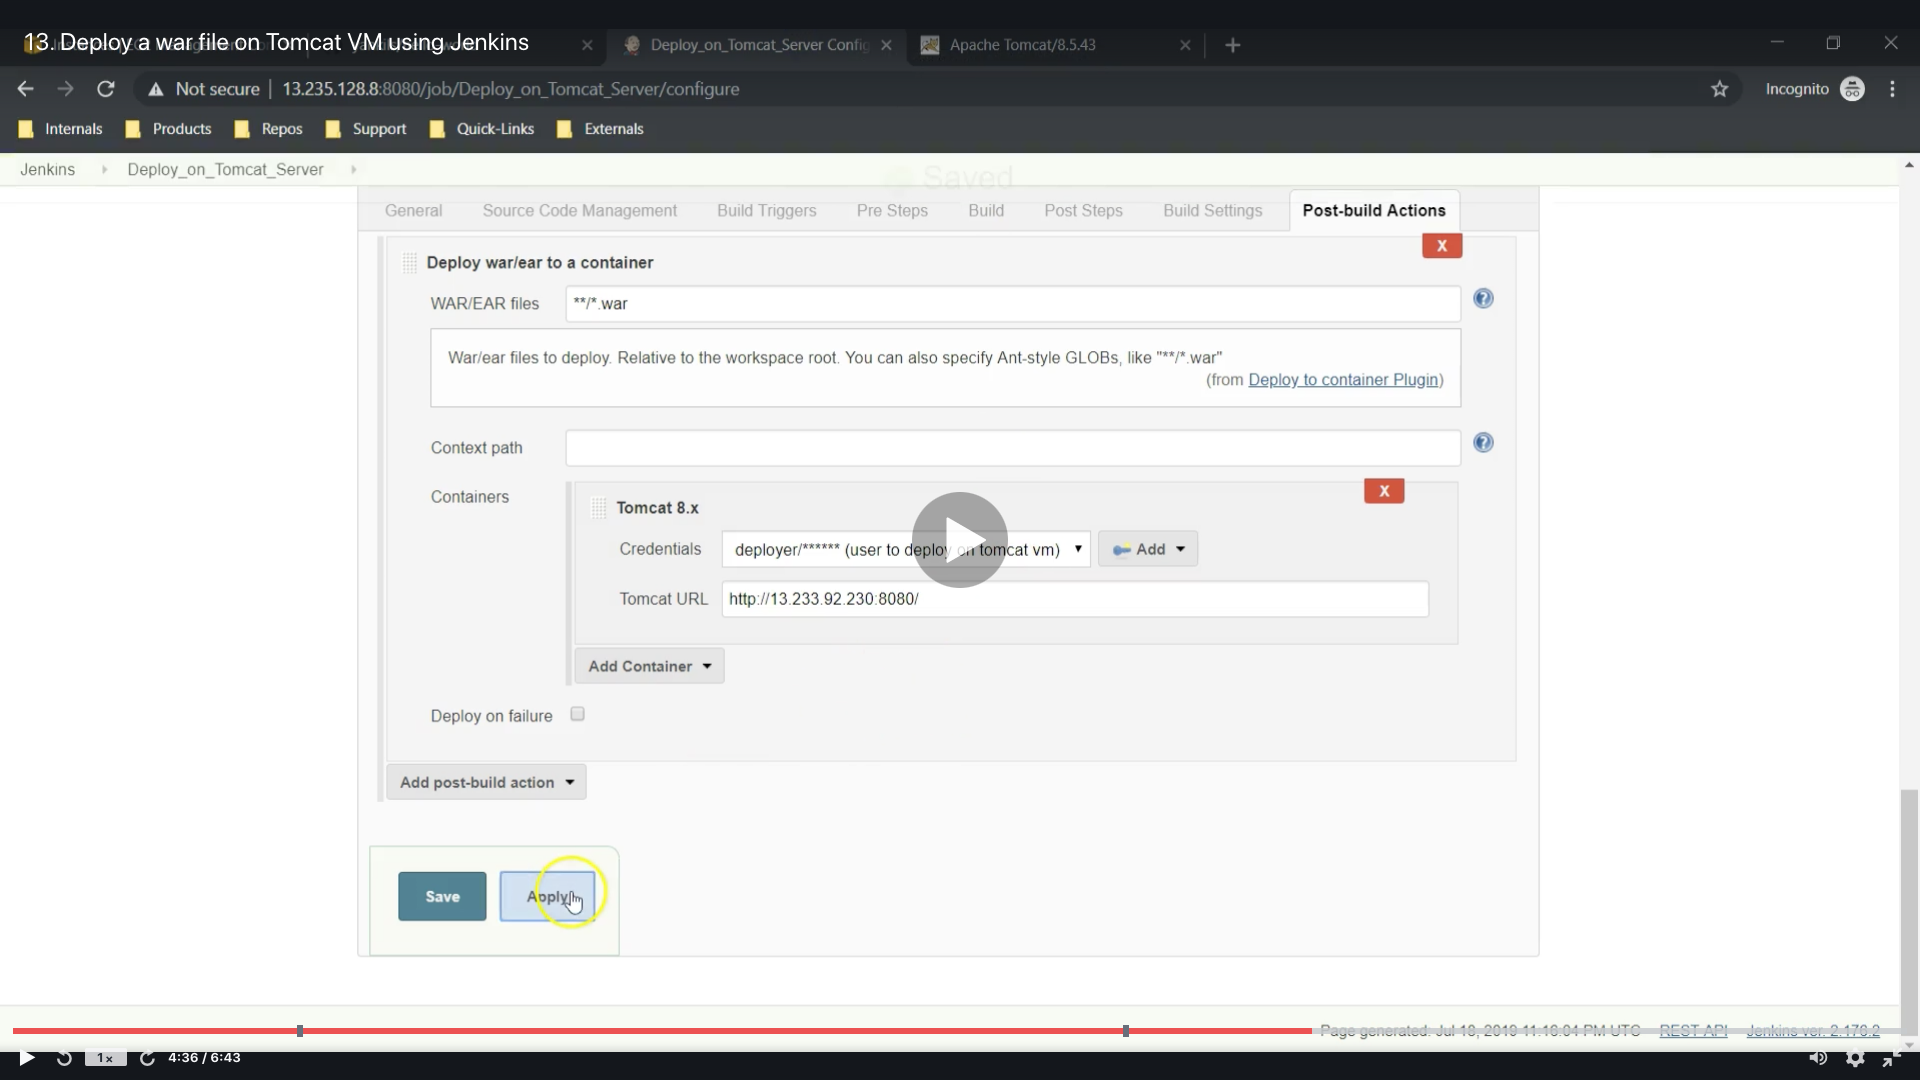 13. Deploy a war file on Tomcat VM using Jenkins
Deploy_on_Tomcat_Server Config
Apache Tomcat/8.5.43
Not secure | 13.235.128.8:8080/job/Deploy_on_Tomcat_Server/configure
Incognito
Internals Products Repos Support Quick-Links Externals
Jenkins Deploy_on_Tomcat_Server
Saved
General Source Code Management Build Triggers Pre Steps Build Post Steps Build Settings Post-build Actions
X
Deploy war/ear to a container
WAR/EAR files **/*.war
War/ear files to deploy. Relative to the workspace root. You can also specify Ant-style GLOBs, like "**/*.war"
(from Deploy to container Plugin)
Context path
Containers
X
Tomcat 8.x
Credentials deployer/****** (user to deploy on tomcat vm) Add
Tomcat URL http://13.233.92.230:8080/
Add Container
Deploy on failure
Add post-build action
Save Apply
Page generated: Jul 18, 2019 11:16:04 PM UTC REST API Jenkins ver. 2.176.2
1x 4:36 / 6:43